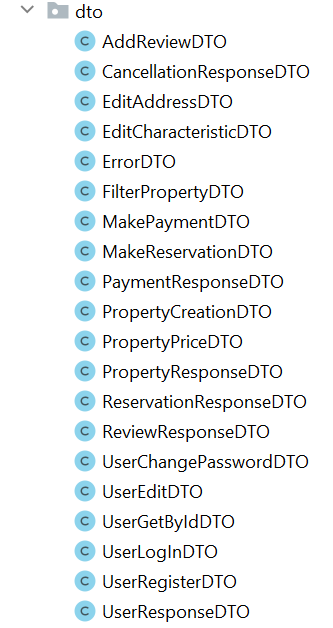 dto
C AddReviewDTO
C CancellationResponseDTO
C EditAddressDTO
C EditCharacteristicDTO
C ErrorDTO
C FilterPropertyDTO
C MakePaymentDTO
C MakeReservationDTO
C PaymentResponseDTO
C PropertyCreationDTO
C PropertyPriceDTO
C PropertyResponseDTO
C ReservationResponseDTO
C ReviewResponseDTO
C UserChangePasswordDTO
C UserEditDTO
C UserGetByIdDTO
C UserLogInDTO
C UserRegisterDTO
C UserResponseDTO